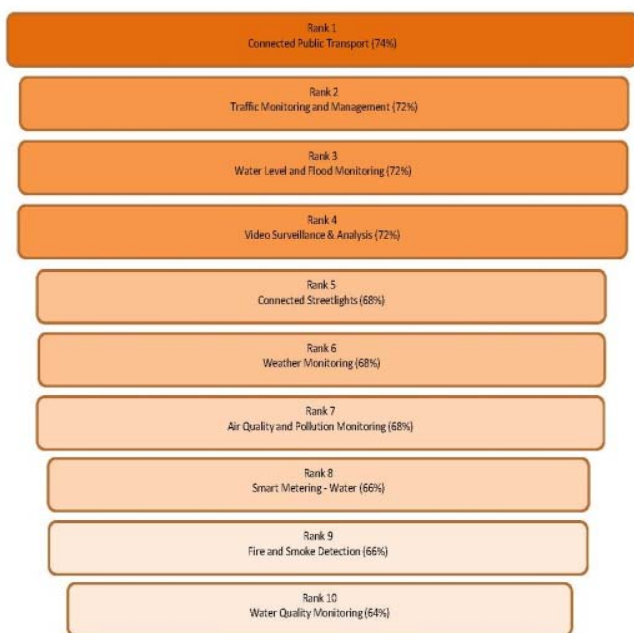 Rank 1
Connected Public Transport (74%)
Rank 2
Traffic Monitoring and Management (72%)
Rank 3
Water Level and Flood Monitoring (72%)
Rank 4
Video Surveillance & Analysis (72%)
Rank 5
Connected Streetlights (68%)
Rank 6
Weather Monitoring (68%)
Rank 7
Air Quality and Pollution Monitoring (68%)
Rank 8
Smart Metering - Water (66%)
Rank 9
Fire and Smoke Detection (66%)
Rank 10
Water Quality Monitoring (64%)